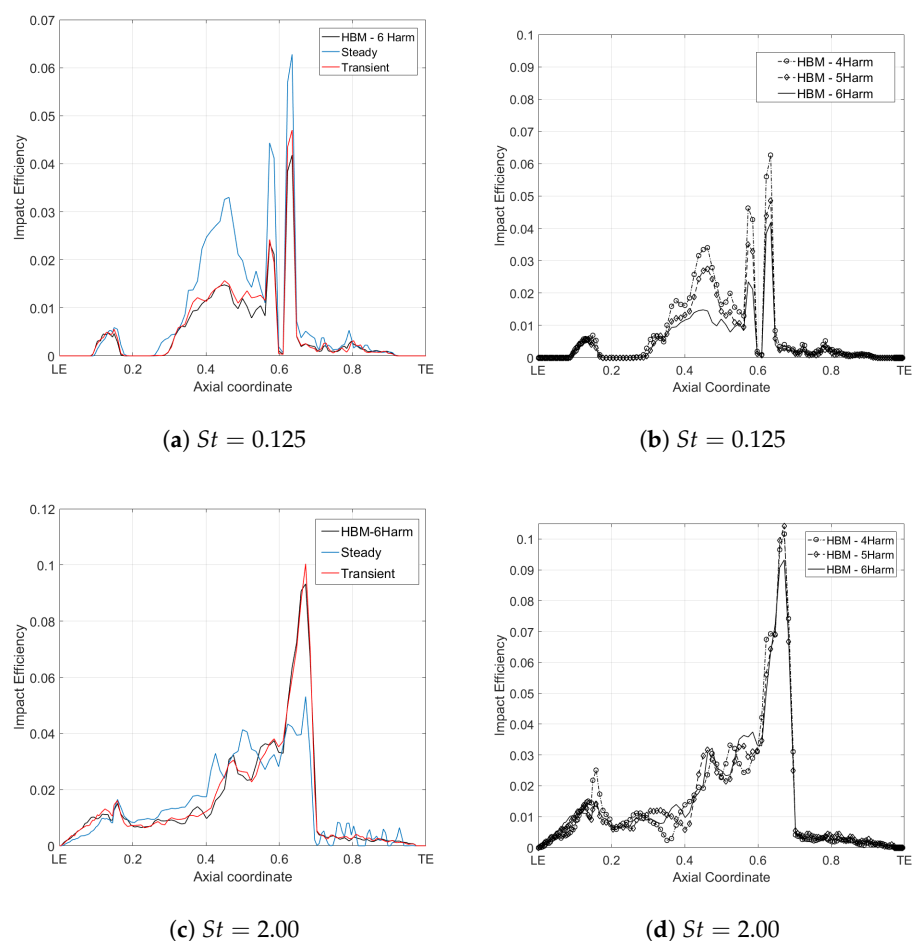 0.07
0.06
0.05
0.04
0.03
0.02
0.01
0
Impatc Efficiency
HBM - 6 Harm
Steady
Transient
LE 0.2 0.4 0.6 0.8 TE
Axial coordinate
(a) St = 0.125
0.1
0.09
0.08
0.07
0.06
0.05
0.04
0.03
0.02
0.01
0
Impact Efficiency
HBM - 4Harm
HBM - 5Harm
HBM - 6Harm
LE 0.2 0.4 0.6 0.8 TE
Axial Coordinate
(b) St = 0.125
0.12
0.1
0.08
0.06
0.04
0.02
0
Impact Efficiency
HBM-6Harm
Steady
Transient
LE 0.2 0.4 0.6 0.8 TE
Axial coordinate
(c) St = 2.00
0.1
0.09
0.08
0.07
0.06
0.05
0.04
0.03
0.02
0.01
0
Impact Efficiency
HBM - 4Harm
HBM - 5Harm
HBM - 6Harm
LE 0.2 0.4 0.6 0.8 TE
Axial Coordinate
(d) St = 2.00